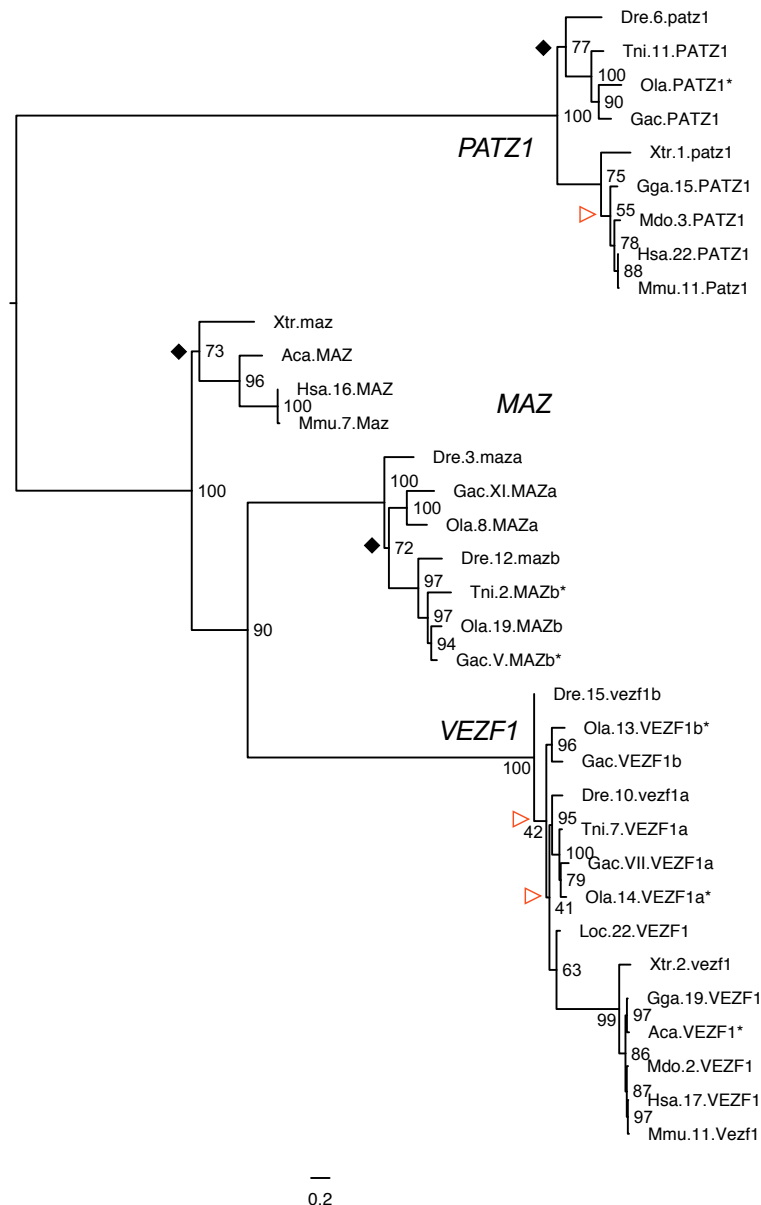 Dre.6.patz1
77
Tni.11.PATZ1
100
Ola.PATZ1*
90
100
Gac.PATZ1
PATZ1
Xtr.1.patz1
75
Gga.15.PATZ1
55
Mdo.3.PATZ1
78
Hsa.22.PATZ1
88
Mmu.11.Patz1
Xtr.maz
73
Aca.MAZ
96
Hsa.16.MAZ
100
MAZ
Mmu.7.Maz
Dre.3.maza
100
100
Gac.XI.MAZa
100
Ola.8.MAZa
72
Dre.12.mazb
97
Tni.2.MAZb*
97
Ola.19.MAZb
90
94
Gac.V.MAZb*
Dre.15.vezf1b
VEZF1
Ola.13.VEZF1b*
96
Gac.VEZF1b
100
Dre.10.vezf1a
95
42
Tni.7.VEZF1a
100
Gac.VII.VEZF1a
79
Ola.14.VEZF1a*
41
Loc.22.VEZF1
63
Xtr.2.vezf1
Gga.19.VEZF1
99
97
Aca.VEZF1*
86
Mdo.2.VEZF1
87
Hsa.17.VEZF1
97
Mmu.11.Vezf1
0.2